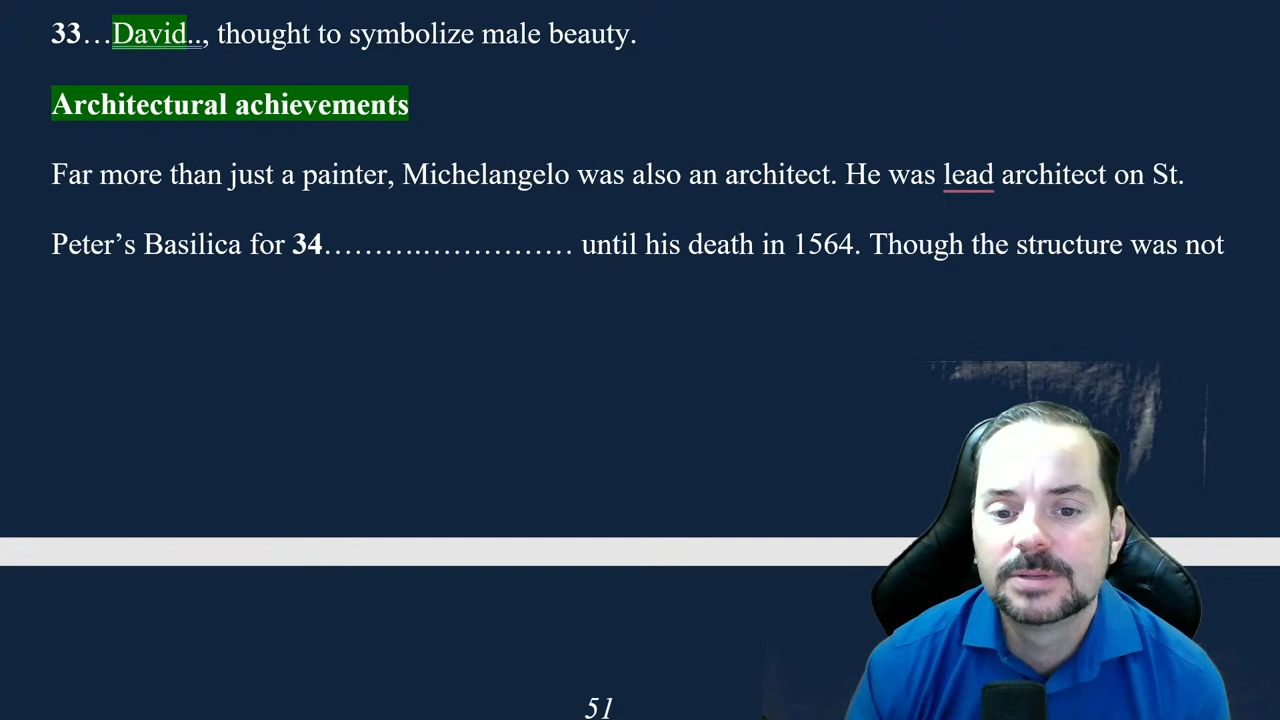 33…David.., thought to symbolize male beauty.
Architectural achievements
Far more than just a painter, Michelangelo was also an architect. He was lead architect on St.
Peter’s Basilica for 34……….…………… until his death in 1564. Though the structure was not
51